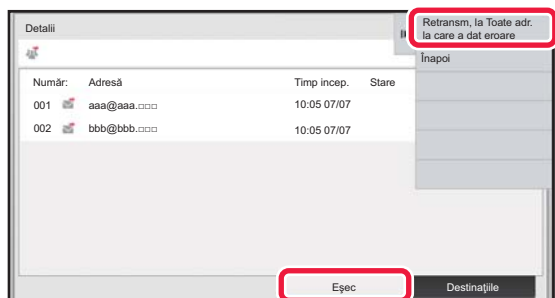 Detalii
Retransm, la Toate adr.
la care a dat eroare
Înapoi
Număr: Adresă Timp incep. Stare
001 aaa@aaa.□□□ 10:05 07/07
002 bbb@bbb.□□□ 10:05 07/07
Eşec Destinaţiile